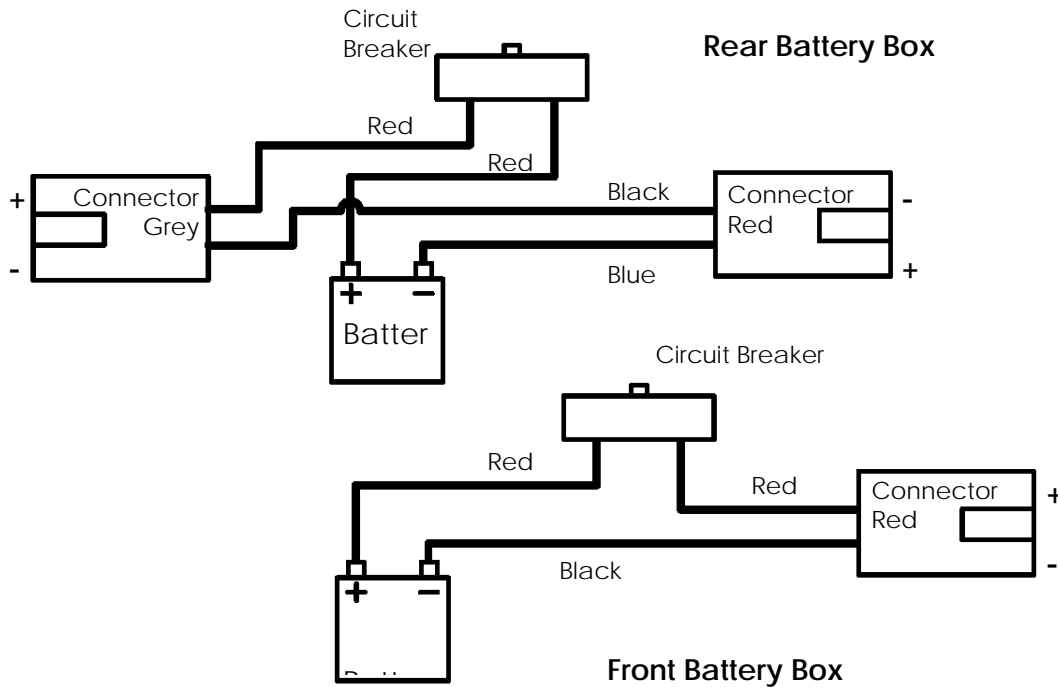 Circuit
Breaker
Rear Battery Box
Red
Red
+
Connector
Grey
-
Black
Connector
Red
-
+
Blue
+ −
Batter
Circuit Breaker
Red
Red
Connector
Red
+
-
Black
+ −
Front Battery Box